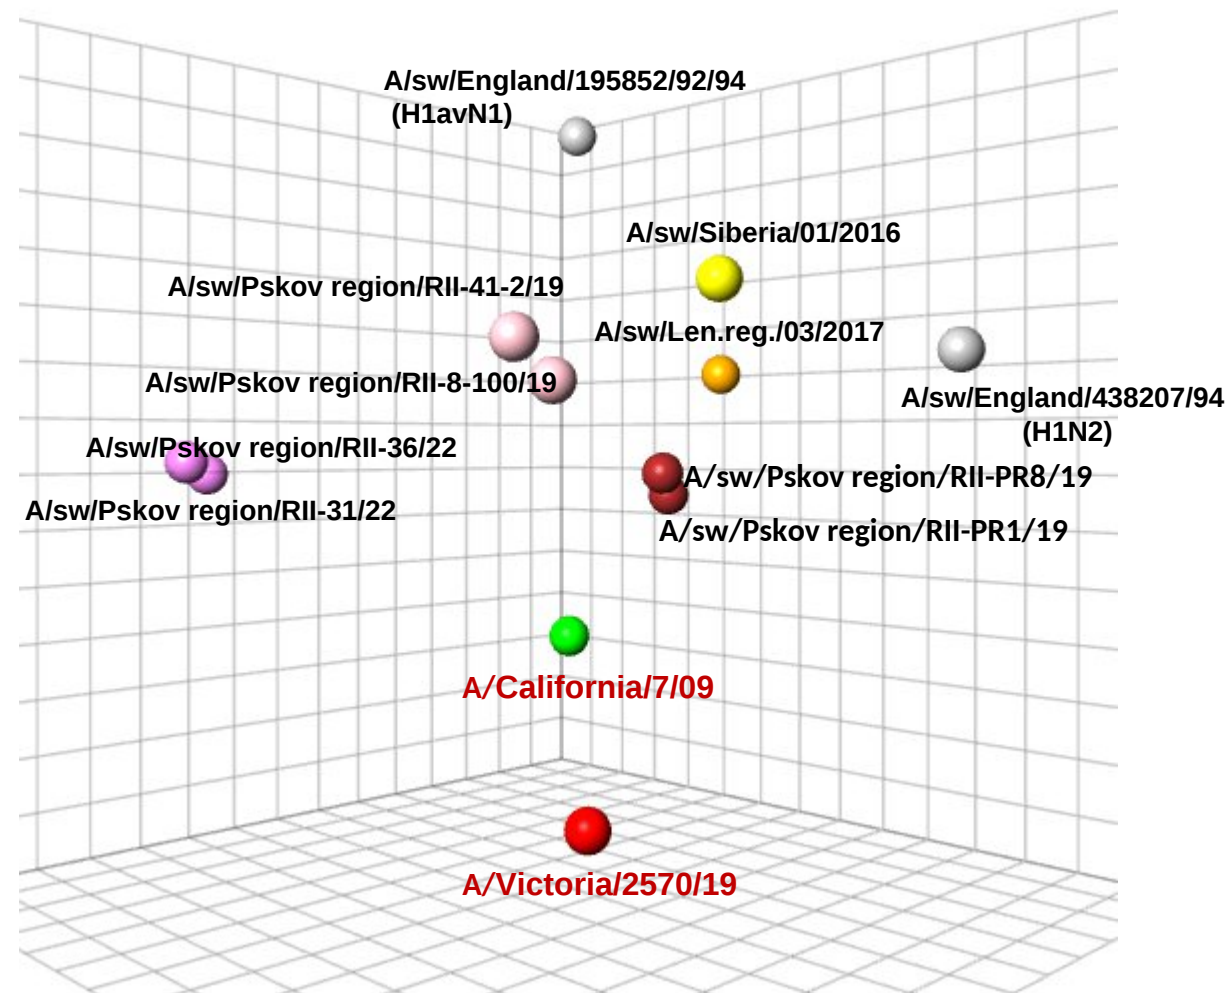 A/sw/England/195852/92/94
(H1avN1)
A/sw/Siberia/01/2016
A/sw/Pskov region/RII-41-2/19
A/sw/Len.reg./03/2017
A/sw/Pskov region/RII-8-100/19
A/sw/England/438207/94
(H1N2)
A/sw/Pskov region/RII-36/22
A/sw/Pskov region/RII-PR8/19
A/sw/Pskov region/RII-31/22
A/sw/Pskov region/RII-PR1/19
A/California/7/09
A/Victoria/2570/19